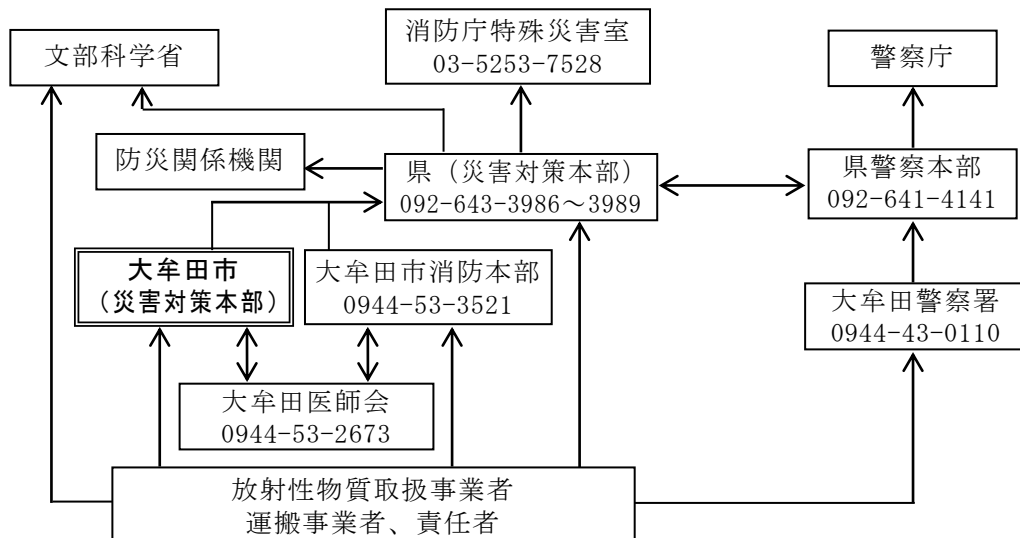 文部科学省
消防庁特殊災害室
03-5253-7528
警察庁
防災関係機関
県（災害対策本部）
092-643-3986～3989
県警察本部
092-641-4141
大牟田市
（災害対策本部）
大牟田市消防本部
0944-53-3521
大牟田警察署
0944-43-0110
大牟田医師会
0944-53-2673
放射性物質取扱事業者
運搬事業者、責任者